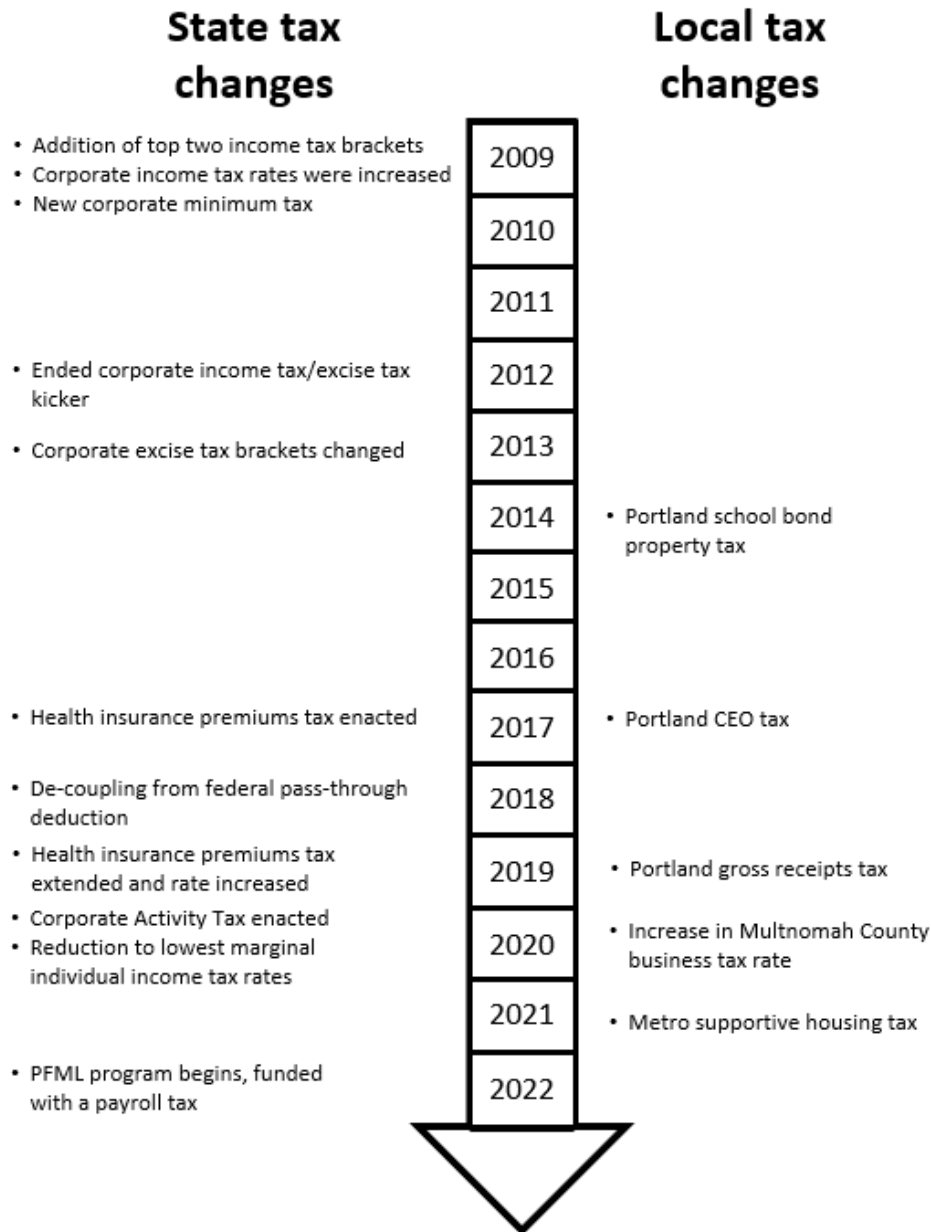 State tax
changes
Local tax
changes
• Addition of top two income tax brackets
• Corporate income tax rates were increased
• New corporate minimum tax
2009
2010
2011
• Ended corporate income tax/excise tax
kicker
2012
• Corporate excise tax brackets changed
2013
2014
• Portland school bond
property tax
2015
2016
• Health insurance premiums tax enacted
2017
• Portland CEO tax
• De-coupling from federal pass-through
deduction
2018
• Health insurance premiums tax
extended and rate increased
2019
• Portland gross receipts tax
• Corporate Activity Tax enacted
• Reduction to lowest marginal
individual income tax rates
2020
• Increase in Multnomah County
business tax rate
2021
• Metro supportive housing tax
• PFML program begins, funded
with a payroll tax
2022